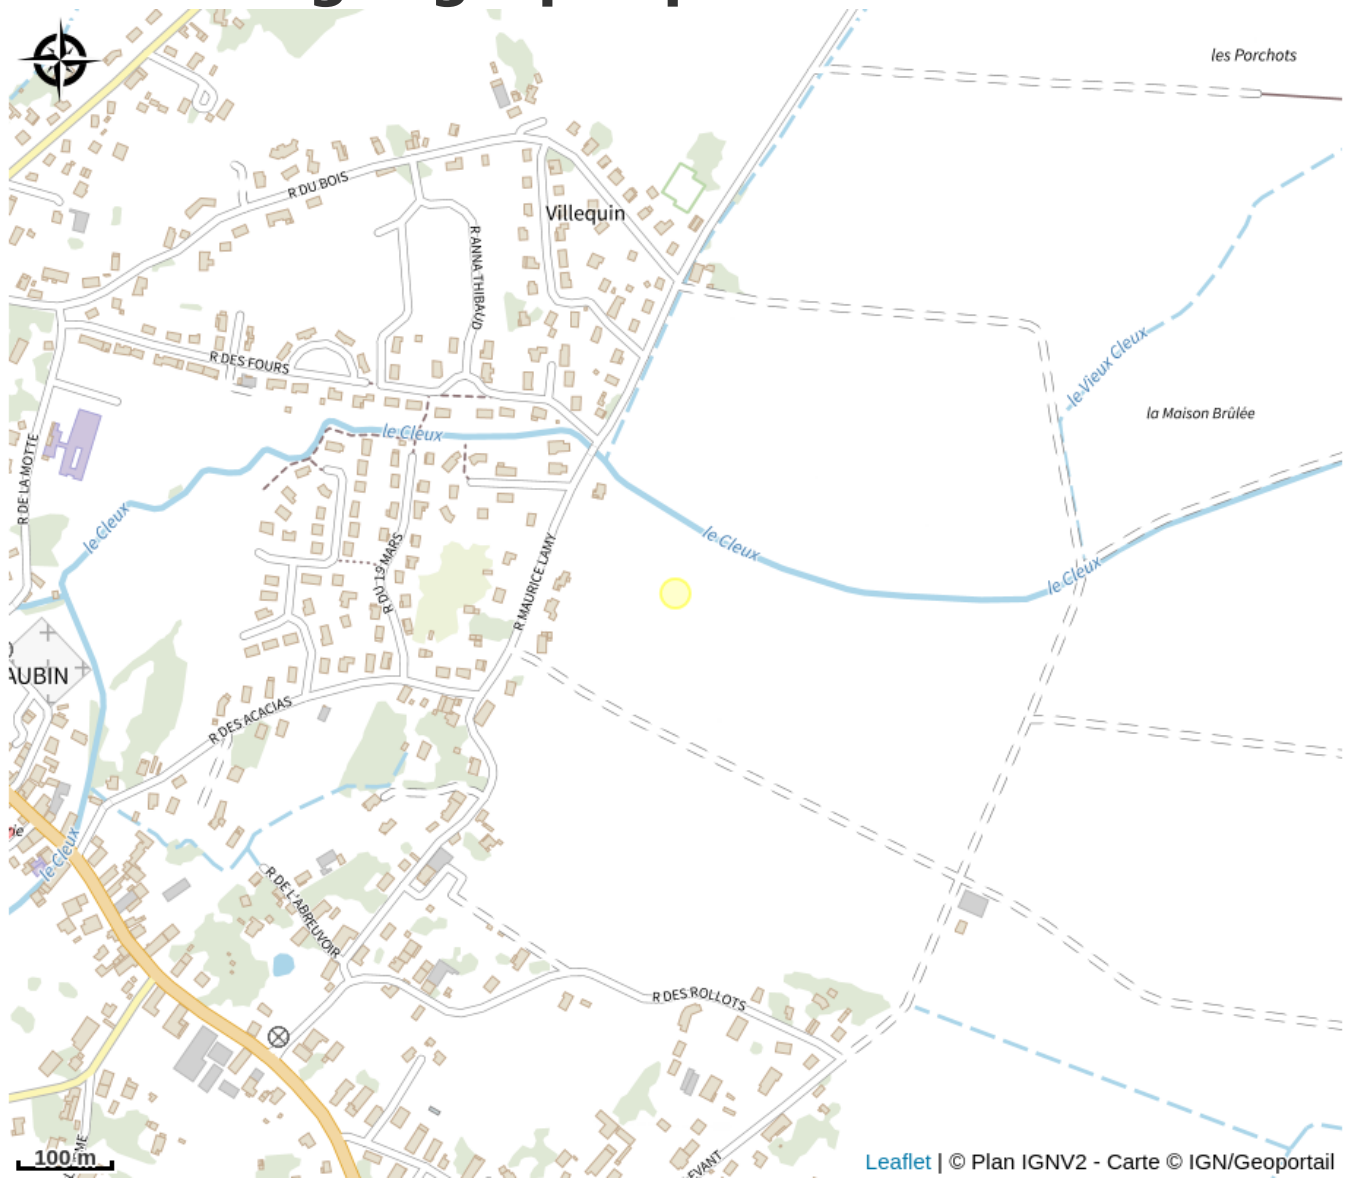 les Porchots
R DU BOIS
Villequin
R ANNA THIBAUD
le Vieux Cleux
R DES FOURS
la Maison Brûlée
le Cleux
R DE LA MOTTE
le Cleux
le Cleux
R DU 19 MARS
R MAURICE LAMY
le Cleux
AUBIN
R DES ACACIAS
le Cleux
R DE L'ABREUVOIR
R DES ROLLOTS
100 m
EVANT
Leaflet | © Plan IGNV2 - Carte © IGN/Geoportail